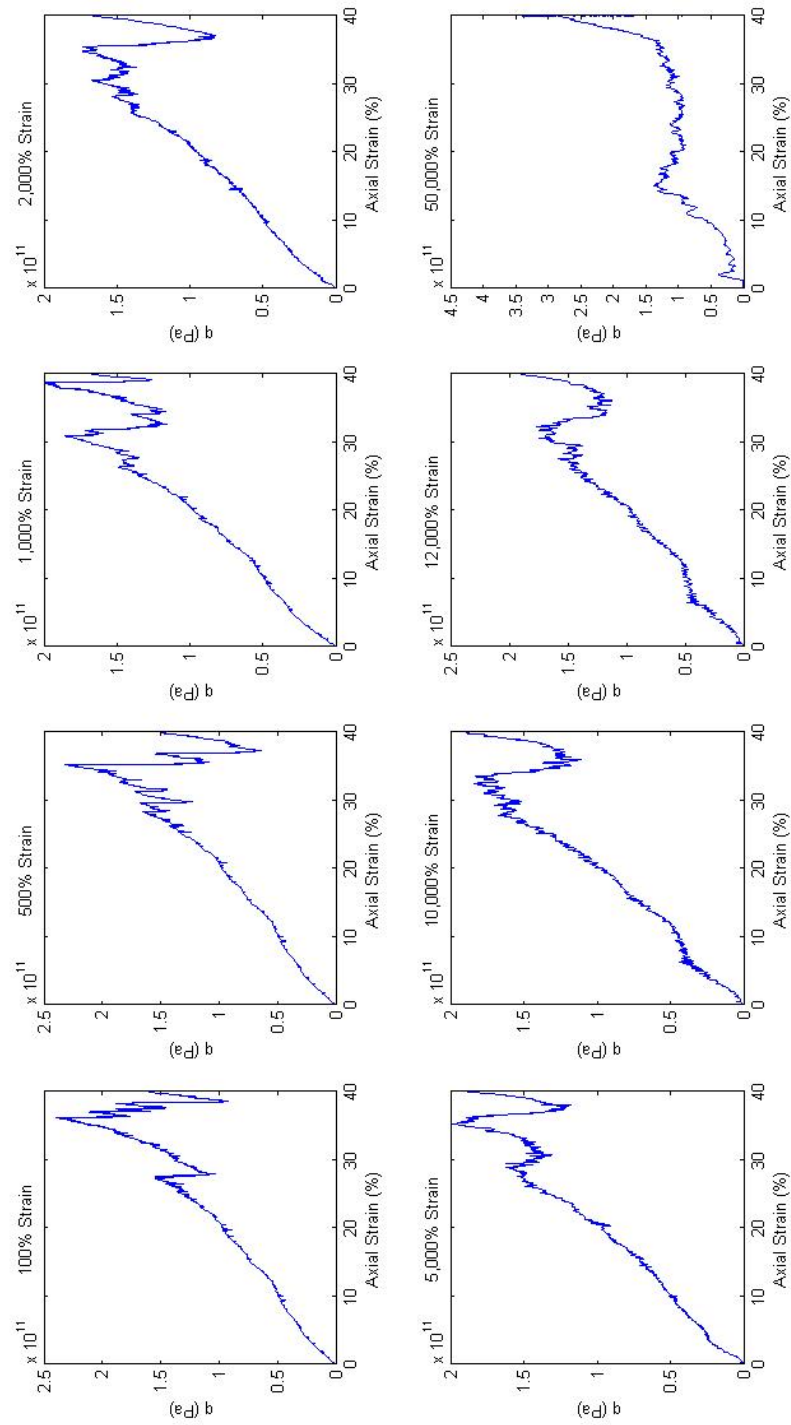 x 10^11 100% Strain
2.5
2
1.5
1
0.5
0
q (Pa)
0 10 20 30 40
Axial Strain (%)
x 10^11 500% Strain
2.5
2
1.5
1
0.5
0
q (Pa)
0 10 20 30 40
Axial Strain (%)
x 10^11 1,000% Strain
2
1.5
1
0.5
0
q (Pa)
0 10 20 30 40
Axial Strain (%)
x 10^11 2,000% Strain
2
1.5
1
0.5
0
q (Pa)
0 10 20 30 40
Axial Strain (%)
x 10^11 5,000% Strain
2
1.5
1
0.5
0
q (Pa)
0 10 20 30 40
Axial Strain (%)
x 10^11 10,000% Strain
2
1.5
1
0.5
0
q (Pa)
0 10 20 30 40
Axial Strain (%)
x 10^11 12,000% Strain
2.5
2
1.5
1
0.5
0
q (Pa)
0 10 20 30 40
Axial Strain (%)
x 10^11 50,000% Strain
4.5
4
3.5
3
2.5
2
1.5
1
0.5
0
q (Pa)
0 10 20 30 40
Axial Strain (%)